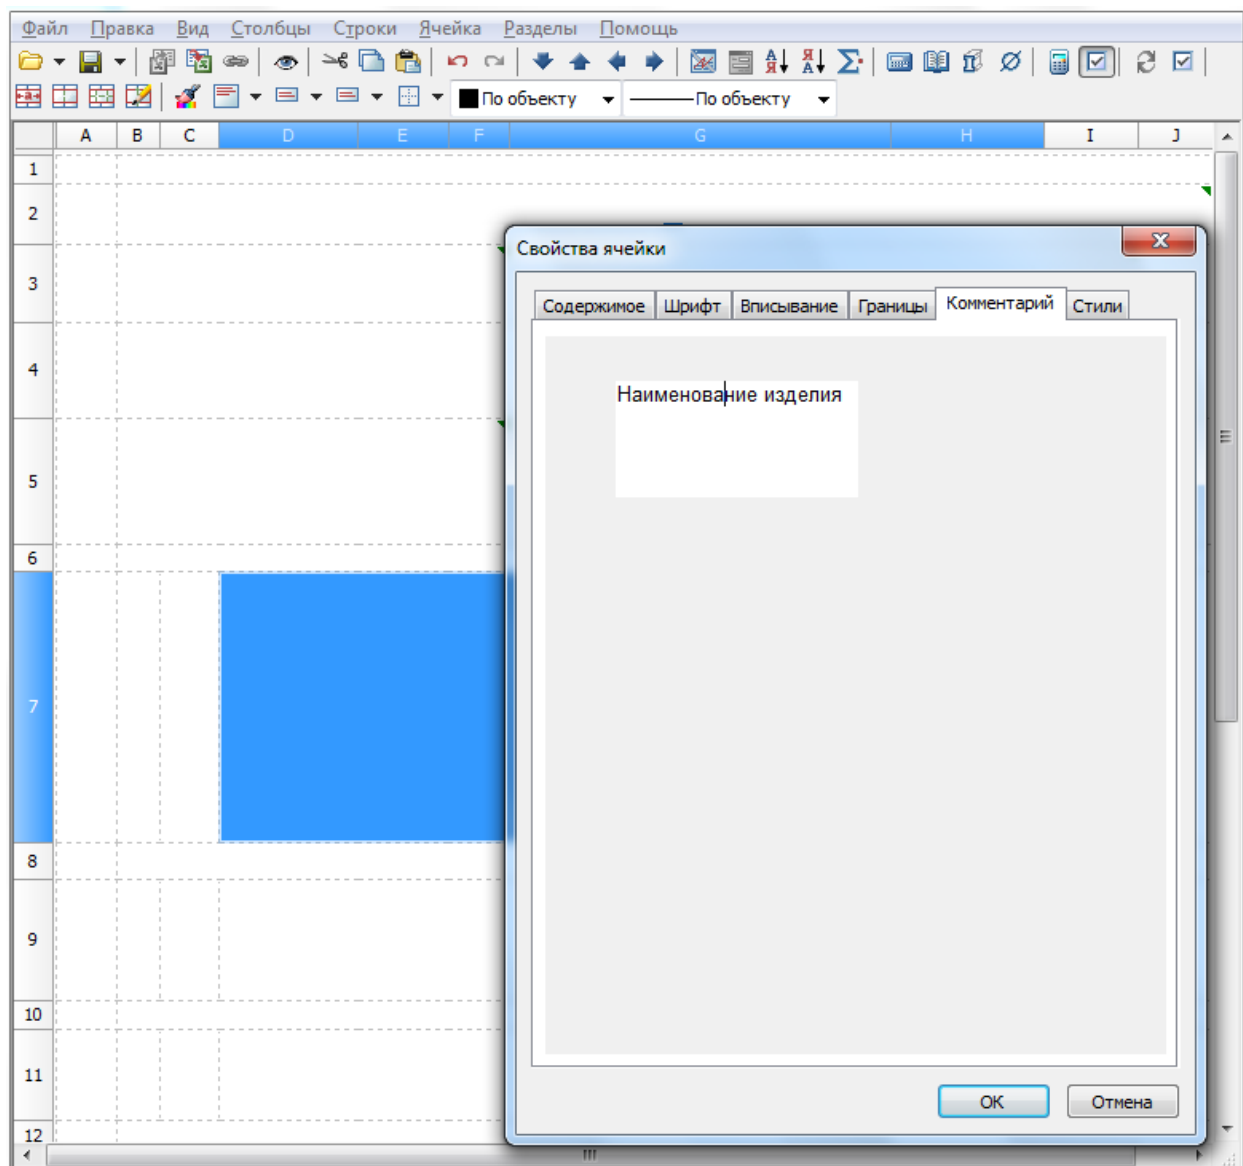 Файл Правка Вид Столбцы Строки Ячейка Разделы Помощь
По объекту По объекту
A B C D E F G H I J
1
2
Свойства ячейки
3
Содержимое Шрифт Вписывание Границы Комментарий Стили
4
Наименование изделия
5
6
7
8
9
10
11
OK Отмена
12